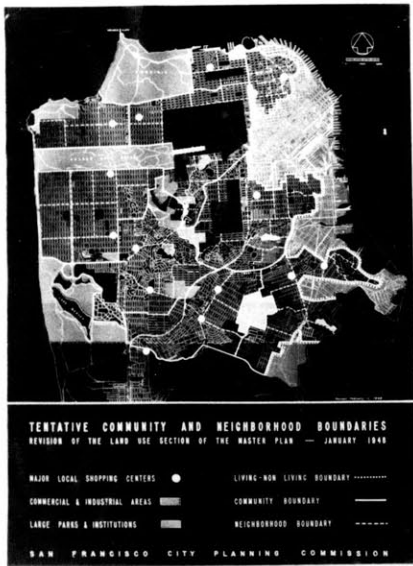 TENTATIVE COMMUNITY AND NEIGHBORHOOD BOUNDARIES
REVISION OF THE LAND USE SECTION OF THE MASTER PLAN — JANUARY 1948
MAJOR LOCAL SHOPPING CENTERS
COMMERCIAL & INDUSTRIAL AREAS
LARGE PARKS & INSTITUTIONS
LIVING-NON LIVING BOUNDARY
COMMUNITY BOUNDARY
NEIGHBORHOOD BOUNDARY
SAN FRANCISCO CITY PLANNING COMMISSION